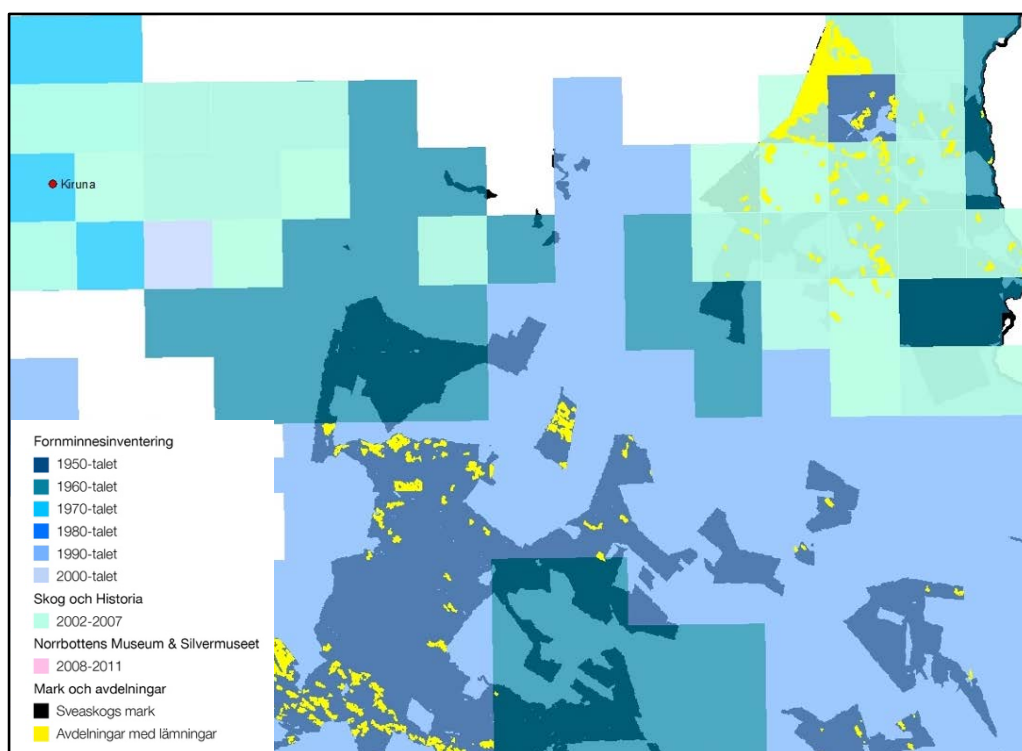 Kiruna
Fornminnesinventering
1950-talet
1960-talet
1970-talet
1980-talet
1990-talet
2000-talet
Skog och Historia
2002-2007
Norrbottens Museum & Silvermuseet
2008-2011
Mark och avdelningar
Sveaskogs mark
Avdelningar med lämningar